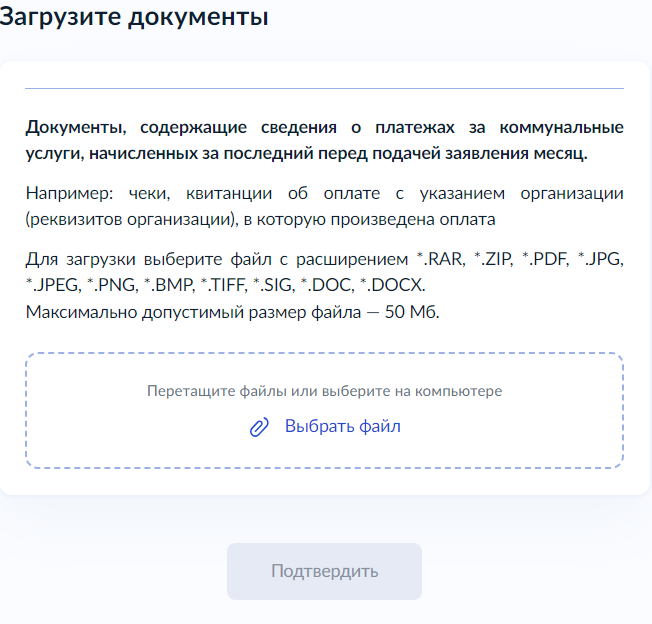 Загрузите документы
Документы, содержащие сведения о платежах за коммунальные
услуги, начисленных за последний перед подачей заявления месяц.
Например: чеки, квитанции об оплате с указанием организации
(реквизитов организации), в которую произведена оплата
Для загрузки выберите файл с расширением *.RAR, *.ZIP, *.PDF, *.JPG,
*.JPEG, *.PNG, *.BMP, *.TIFF, *.SIG, *.DOC, *.DOCX.
Максимально допустимый размер файла — 50 Мб.
Перетащите файлы или выберите на компьютере
Выбрать файл
Подтвердить